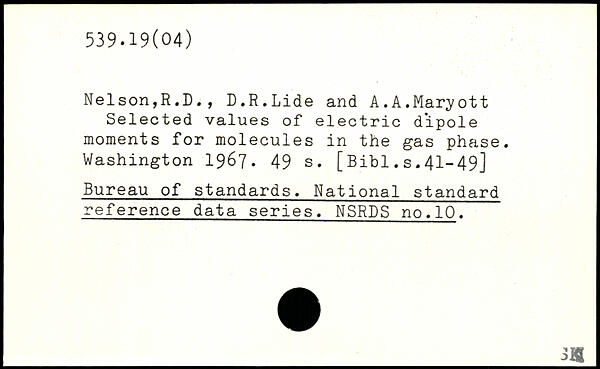 539.19(04)
Nelson,R.D., D.R.Lide and A.A.Maryott
Selected values of electric dipole
moments for molecules in the gas phase.
Washington 1967. 49 s. [Bibl.s.41-49]
Bureau of standards. National standard
reference data series. NSRDS no.10.